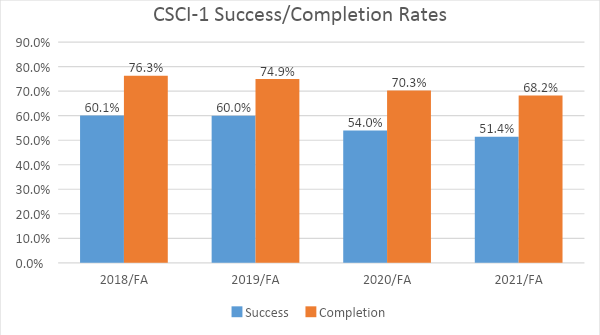 CSCI-1 Success/Completion Rates
90.0%
80.0%
70.0%
60.0%
50.0%
40.0%
30.0%
20.0%
10.0%
0.0%
60.1%
76.3%
60.0%
74.9%
54.0%
70.3%
51.4%
68.2%
2018/FA
2019/FA
2020/FA
2021/FA
Success
Completion